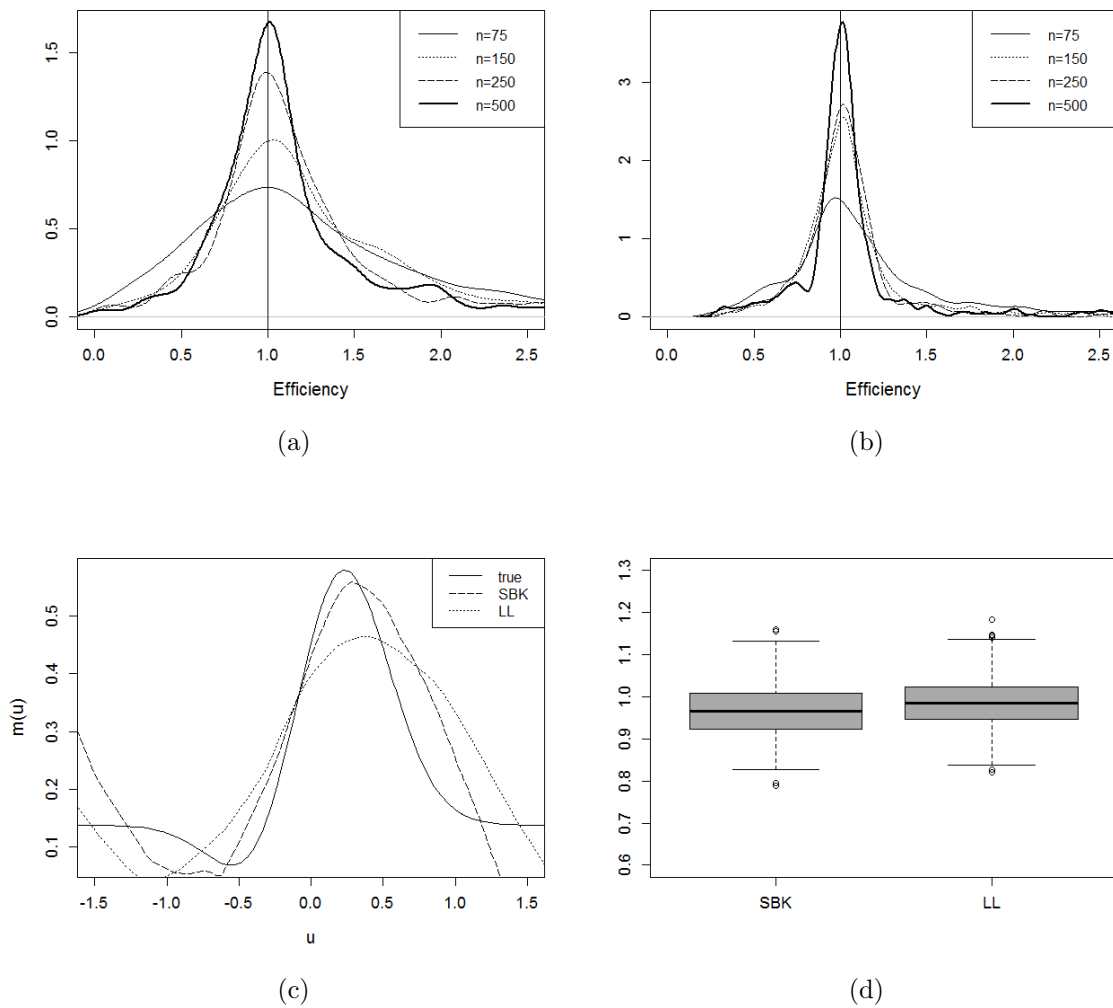 n=75
n=150
n=250
n=500
0.0 0.5 1.0 1.5
0.0 0.5 1.0 1.5 2.0 2.5
Efficiency
(a)
n=75
n=150
n=250
n=500
0 1 2 3
0.0 0.5 1.0 1.5 2.0 2.5
Efficiency
(b)
true
SBK
LL
m(u)
0.1 0.2 0.3 0.4 0.5
-1.5 -1.0 -0.5 0.0 0.5 1.0 1.5
u
(c)
0.6 0.7 0.8 0.9 1.0 1.1 1.2 1.3
SBK LL
(d)